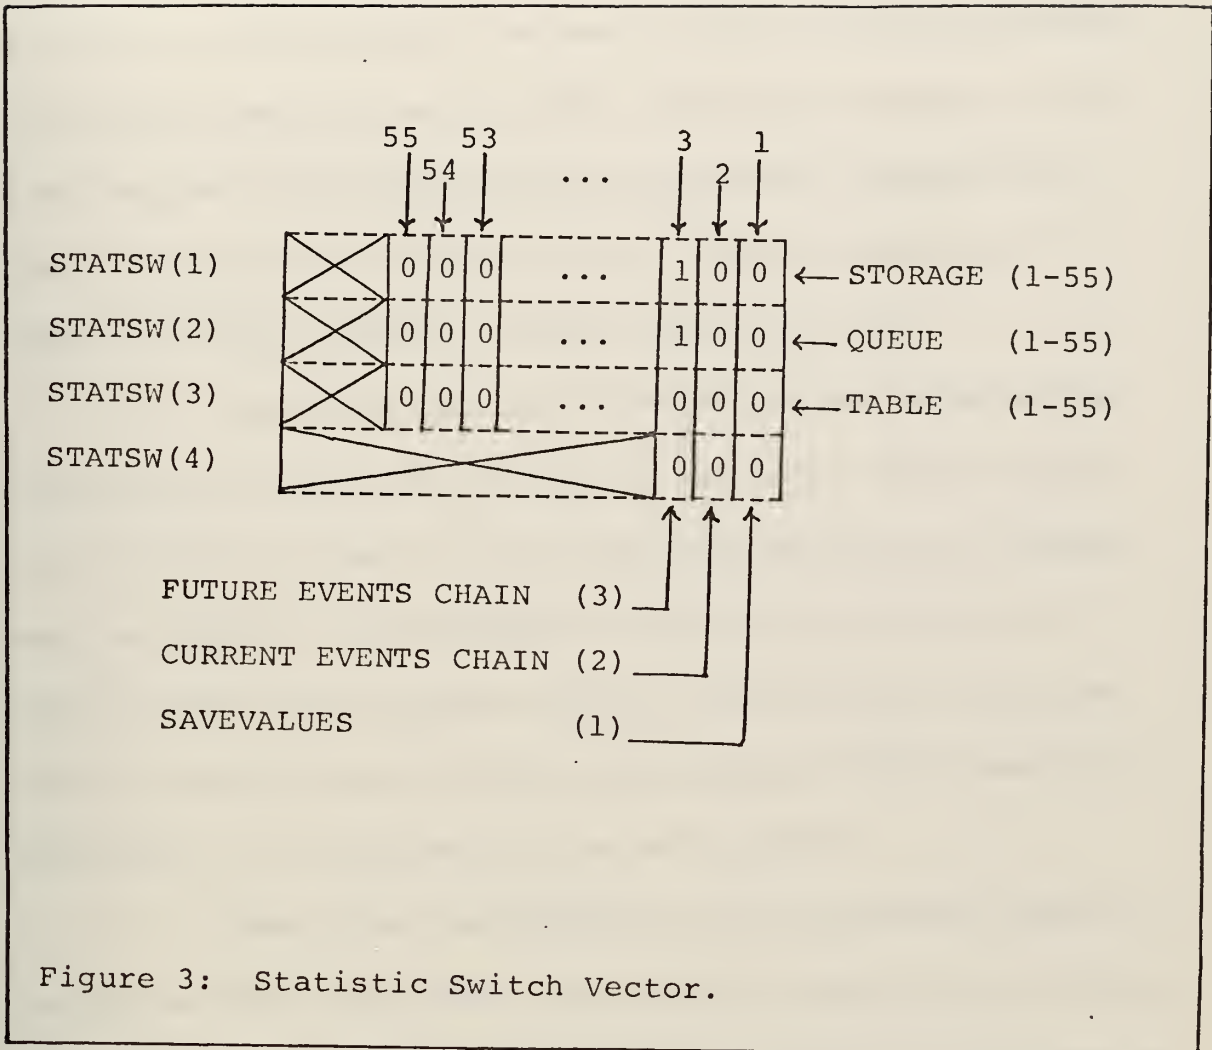 55 53 3 1
54 ... 2
STATSW(1) 0 0 0 ... 1 0 0 STORAGE (1-55)
STATSW(2) 0 0 0 ... 1 0 0 QUEUE (1-55)
STATSW(3) 0 0 0 ... 0 0 0 TABLE (1-55)
STATSW(4) 0 0 0
FUTURE EVENTS CHAIN (3)
CURRENT EVENTS CHAIN (2)
SAVEVALUES (1)
Figure 3: Statistic Switch Vector.